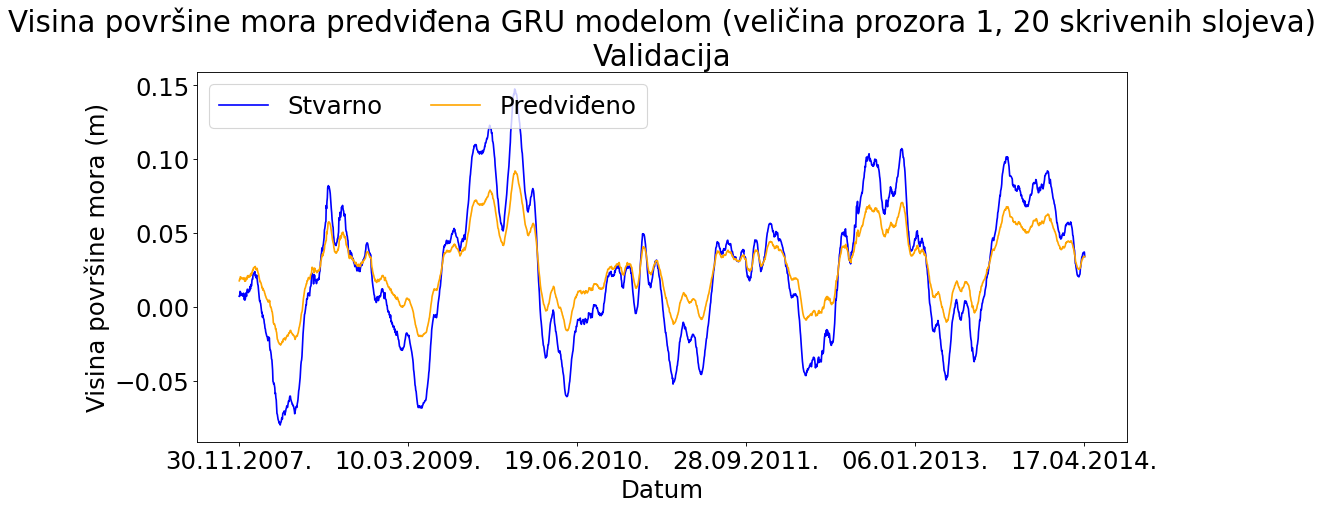 Visina površine mora predviđena GRU modelom (veličina prozora 1, 20 skrivenih slojeva)
Validacija
Stvarno Predviđeno
Visina površine mora (m)
0.15
0.10
0.05
0.00
−0.05
30.11.2007. 10.03.2009. 19.06.2010. 28.09.2011. 06.01.2013. 17.04.2014.
Datum